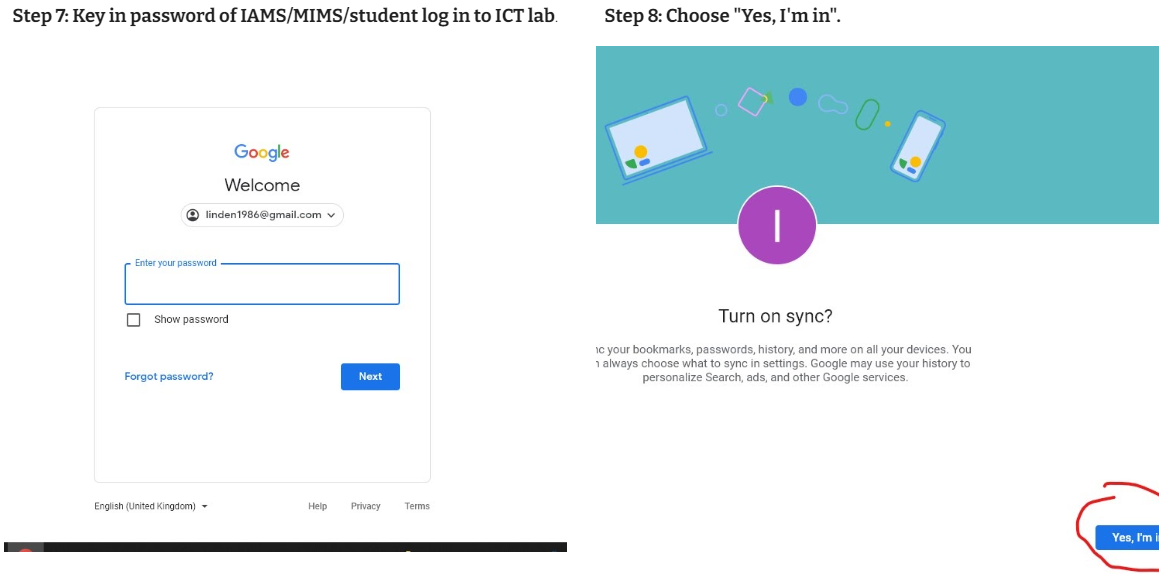 Step 7: Key in password of IAMS/MIMS/student log in to ICT lab.
Google
Welcome
linden1986@gmail.com
Enter your password
Show password
Forgot password?
Next
English (United Kingdom)
Help Privacy Terms
Step 8: Choose "Yes, I'm in".
I
Turn on sync?
your bookmarks, passwords, history, and more on all your devices. You
always choose what to sync in settings. Google may use your history to
personalize Search, ads, and other Google services.
Yes, I'm